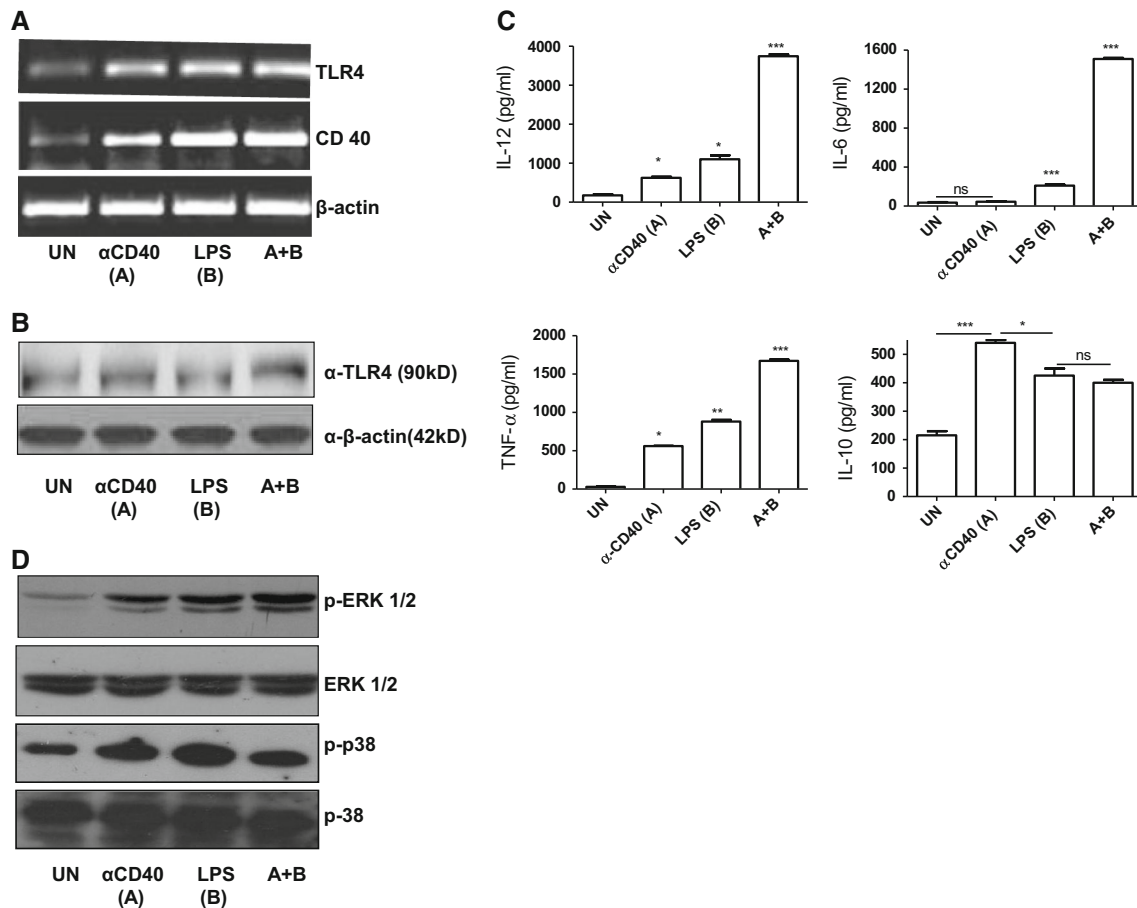 A
TLR4
CD 40
β-actin
UN αCD40 (A) LPS (B) A+B
B
α-TLR4 (90kD)
α-β-actin(42kD)
UN αCD40 (A) LPS (B) A+B
C
IL-12 (pg/ml)
4000
3000
2000
1000
0
*
*
***
UN αCD40 (A) LPS (B) A+B
IL-6 (pg/ml)
1600
1200
800
400
0
ns
***
***
UN αCD40 (A) LPS (B) A+B
TNF-α (pg/ml)
2000
1500
1000
500
0
*
**
***
UN α-CD40 (A) LPS (B) A+B
IL-10 (pg/ml)
500
400
300
200
100
0
***
*
ns
UN αCD40 (A) LPS (B) A+B
D
p-ERK 1/2
ERK 1/2
p-p38
p-38
UN αCD40 (A) LPS (B) A+B